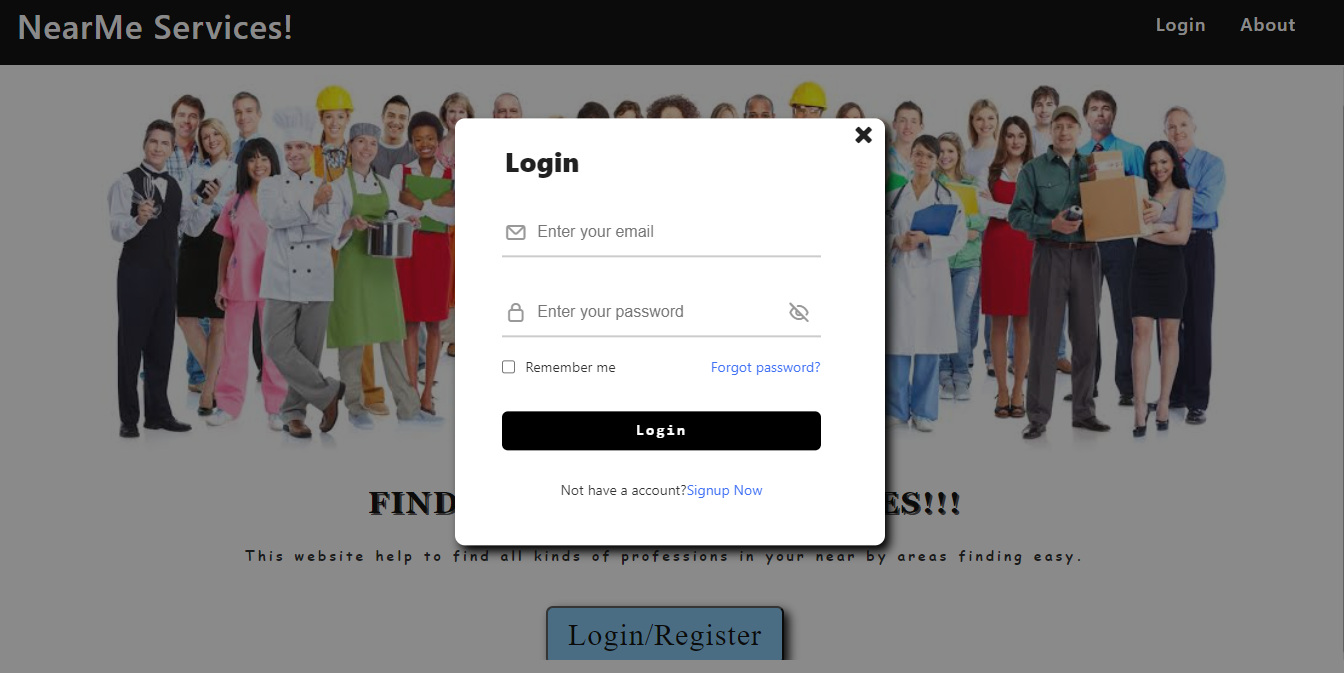 NearMe Services!
Login About
Login
Enter your email
Enter your password
Remember me Forgot password?
Login
Not have a account?Signup Now
FIND ES!!!
This website help to find all kinds of professions in your near by areas finding easy.
Login/Register